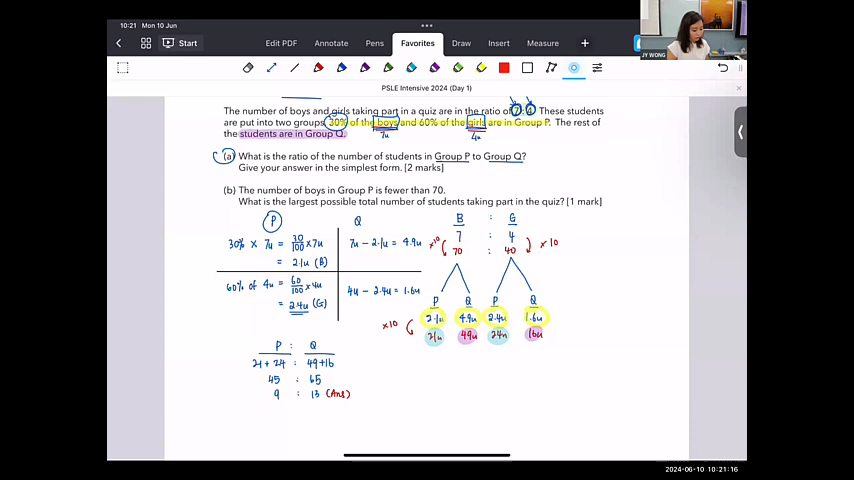 10:21 Mon 10 Jun
Start
Edit PDF Annotate Pens Favorites Draw Insert Measure
JY WONG
PSLE Intensive 2024 (Day 1)
The number of boys and girls taking part in a quiz are in the ratio of 7 : 4. These students
are put into two groups. 30% of the boys and 60% of the girls are in Group P. The rest of
the students are in Group Q.
7u 4u
(a) What is the ratio of the number of students in Group P to Group Q?
Give your answer in the simplest form. [2 marks]
(b) The number of boys in Group P is fewer than 70.
What is the largest possible total number of students taking part in the quiz? [1 mark]
P Q
30% × 7u = 30/100 × 7u
= 2.1u (B)
7u − 2.1u = 4.9u
60% of 4u = 60/100 × 4u
= 2.4u (G)
4u − 2.4u = 1.6u
B : G
7 : 4
×10 70 : 40 ×10
P Q P Q
2.1u 4.9u 2.4u 1.6u
×10 21u 49u 24u 16u
P : Q
21 + 24 : 49 + 16
45 : 65
9 : 13 (Ans)
2024-06-10 10:21:16